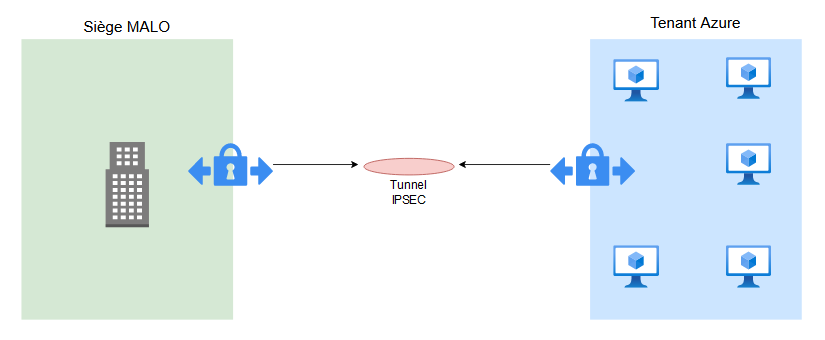 Siège MALO
Tenant Azure
Tunnel
IPSEC